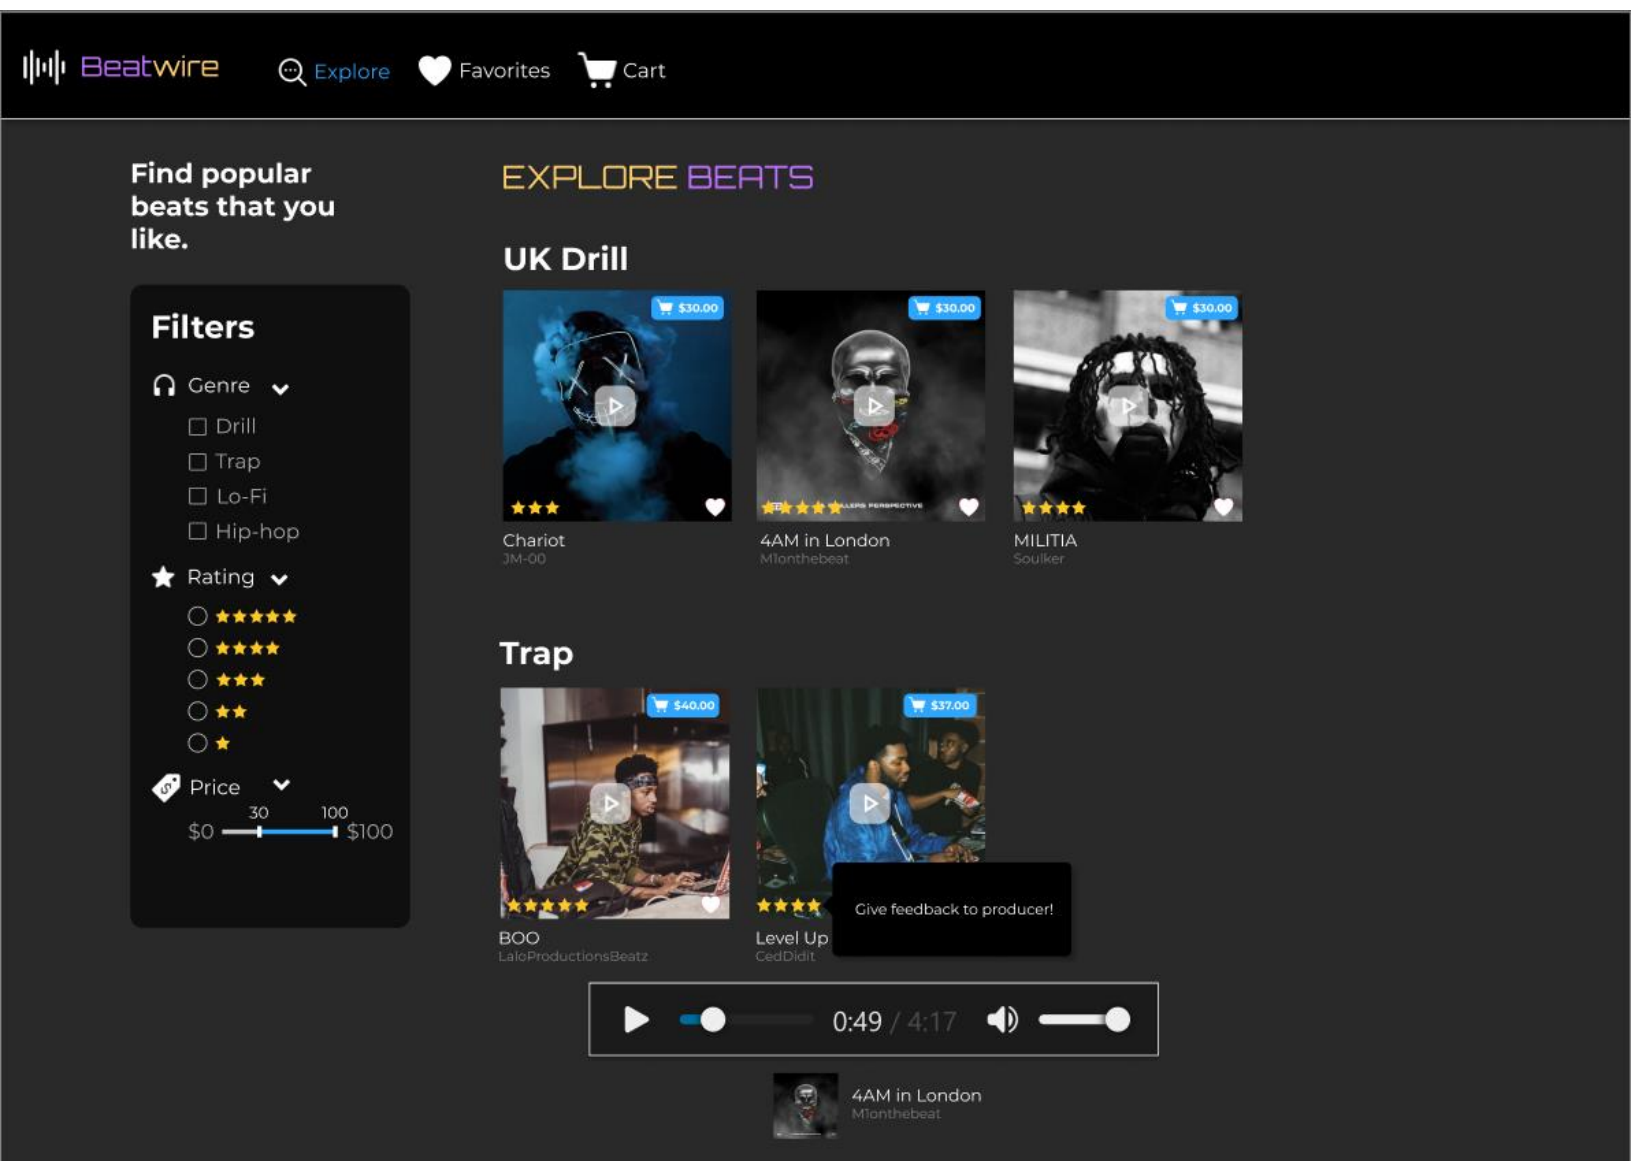 Beatwire
Explore
Favorites
Cart
Find popular
beats that you
like.
Filters
Genre
Drill
Trap
Lo-Fi
Hip-hop
Rating
Price
30 100
$0 $100
EXPLORE BEATS
UK Drill
$30.00
$30.00
$30.00
PERSPECTIVE
Chariot
JM-00
4AM in London
M1onthebeat
MILITIA
Soulker
Trap
$40.00
$37.00
BOO
LaloProductionsBeatz
Level Up
CedDidit
Give feedback to producer!
0:49 / 4:17
4AM in London
M1onthebeat